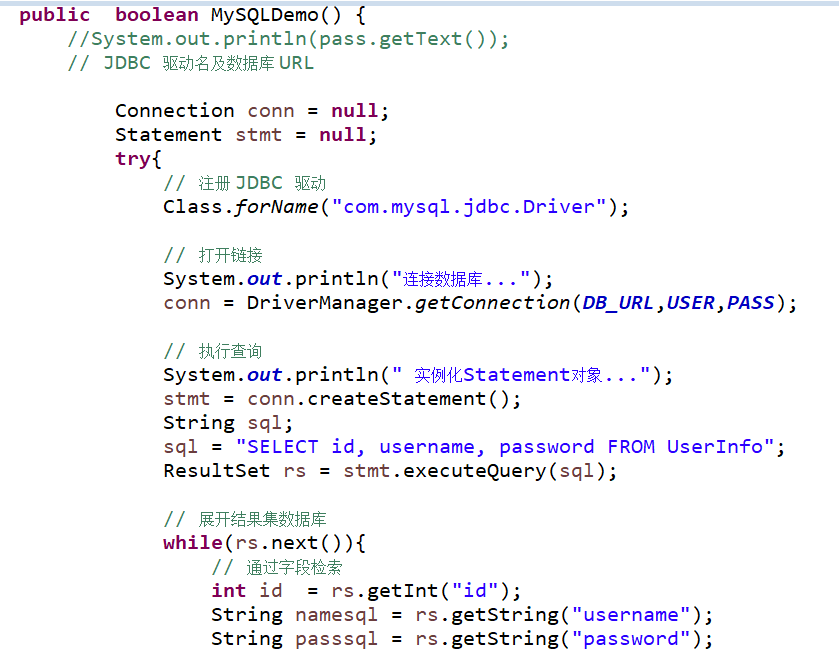 public  boolean MySQLDemo() {
//System.out.println(pass.getText());
// JDBC 驱动名及数据库 URL
Connection conn = null;
Statement stmt = null;
try{
// 注册 JDBC 驱动
Class.forName("com.mysql.jdbc.Driver");
// 打开链接
System.out.println("连接数据库...");
conn = DriverManager.getConnection(DB_URL,USER,PASS);
// 执行查询
System.out.println(" 实例化Statement对象...");
stmt = conn.createStatement();
String sql;
sql = "SELECT id, username, password FROM UserInfo";
ResultSet rs = stmt.executeQuery(sql);
// 展开结果集数据库
while(rs.next()){
// 通过字段检索
int id  = rs.getInt("id");
String namesql = rs.getString("username");
String passsql = rs.getString("password");